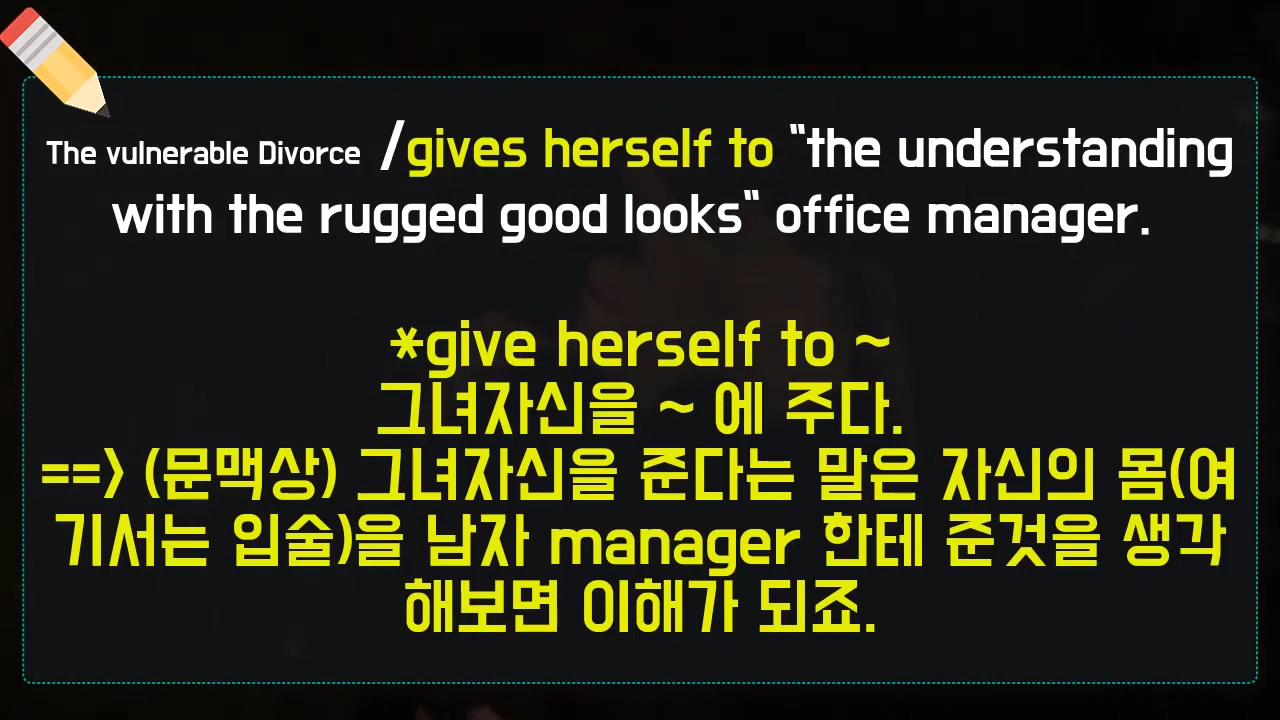 The vulnerable Divorce /gives herself to "the understanding
with the rugged good looks" office manager.
*give herself to ~
그녀자신을 ~ 에 주다.
==> (문맥상) 그녀자신을 준다는 말은 자신의 몸(여
기서는 입술)을 남자 manager 한테 준것을 생각
해보면 이해가 되죠.